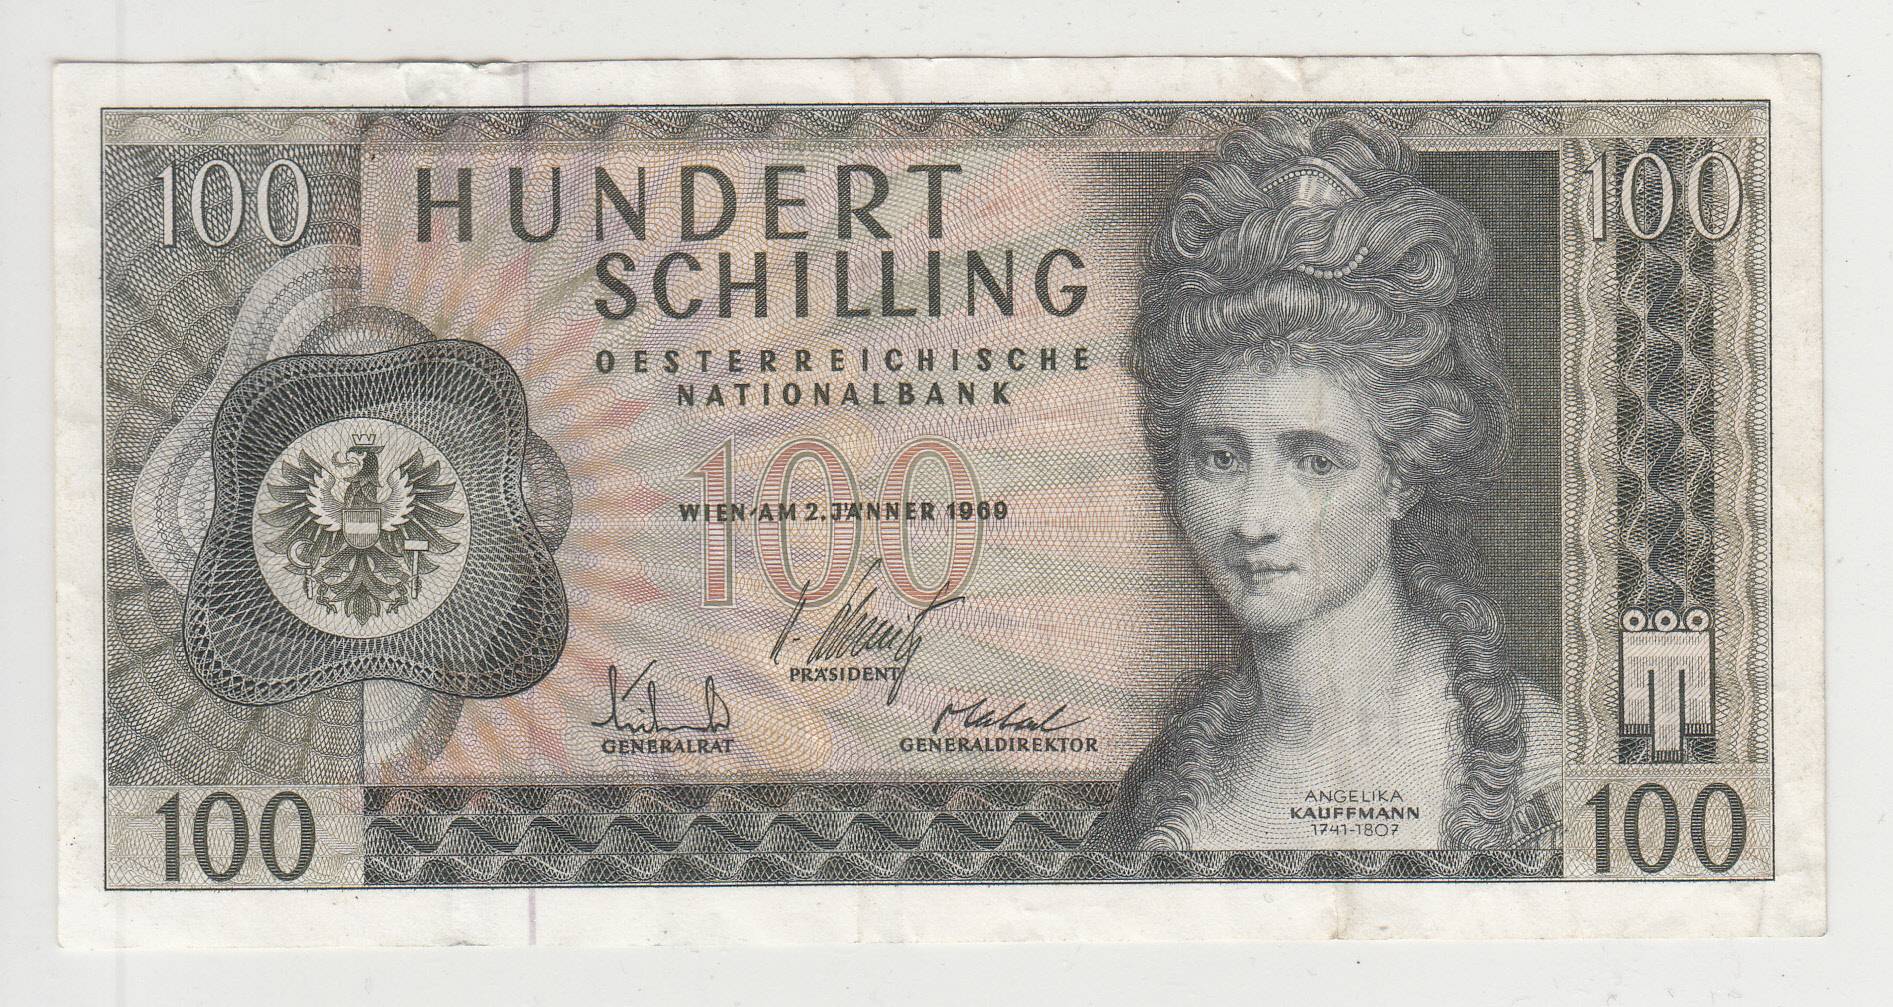 100
HUNDERT
100
SCHILLING
OESTERREICHISCHE
NATIONALBANK
100
WIEN AM 2. JÄNNER 1969
PRÄSIDENT
GENERALRAT
GENERALDIREKTOR
ANGELIKA
KAUFFMANN
1741-1807
100
100